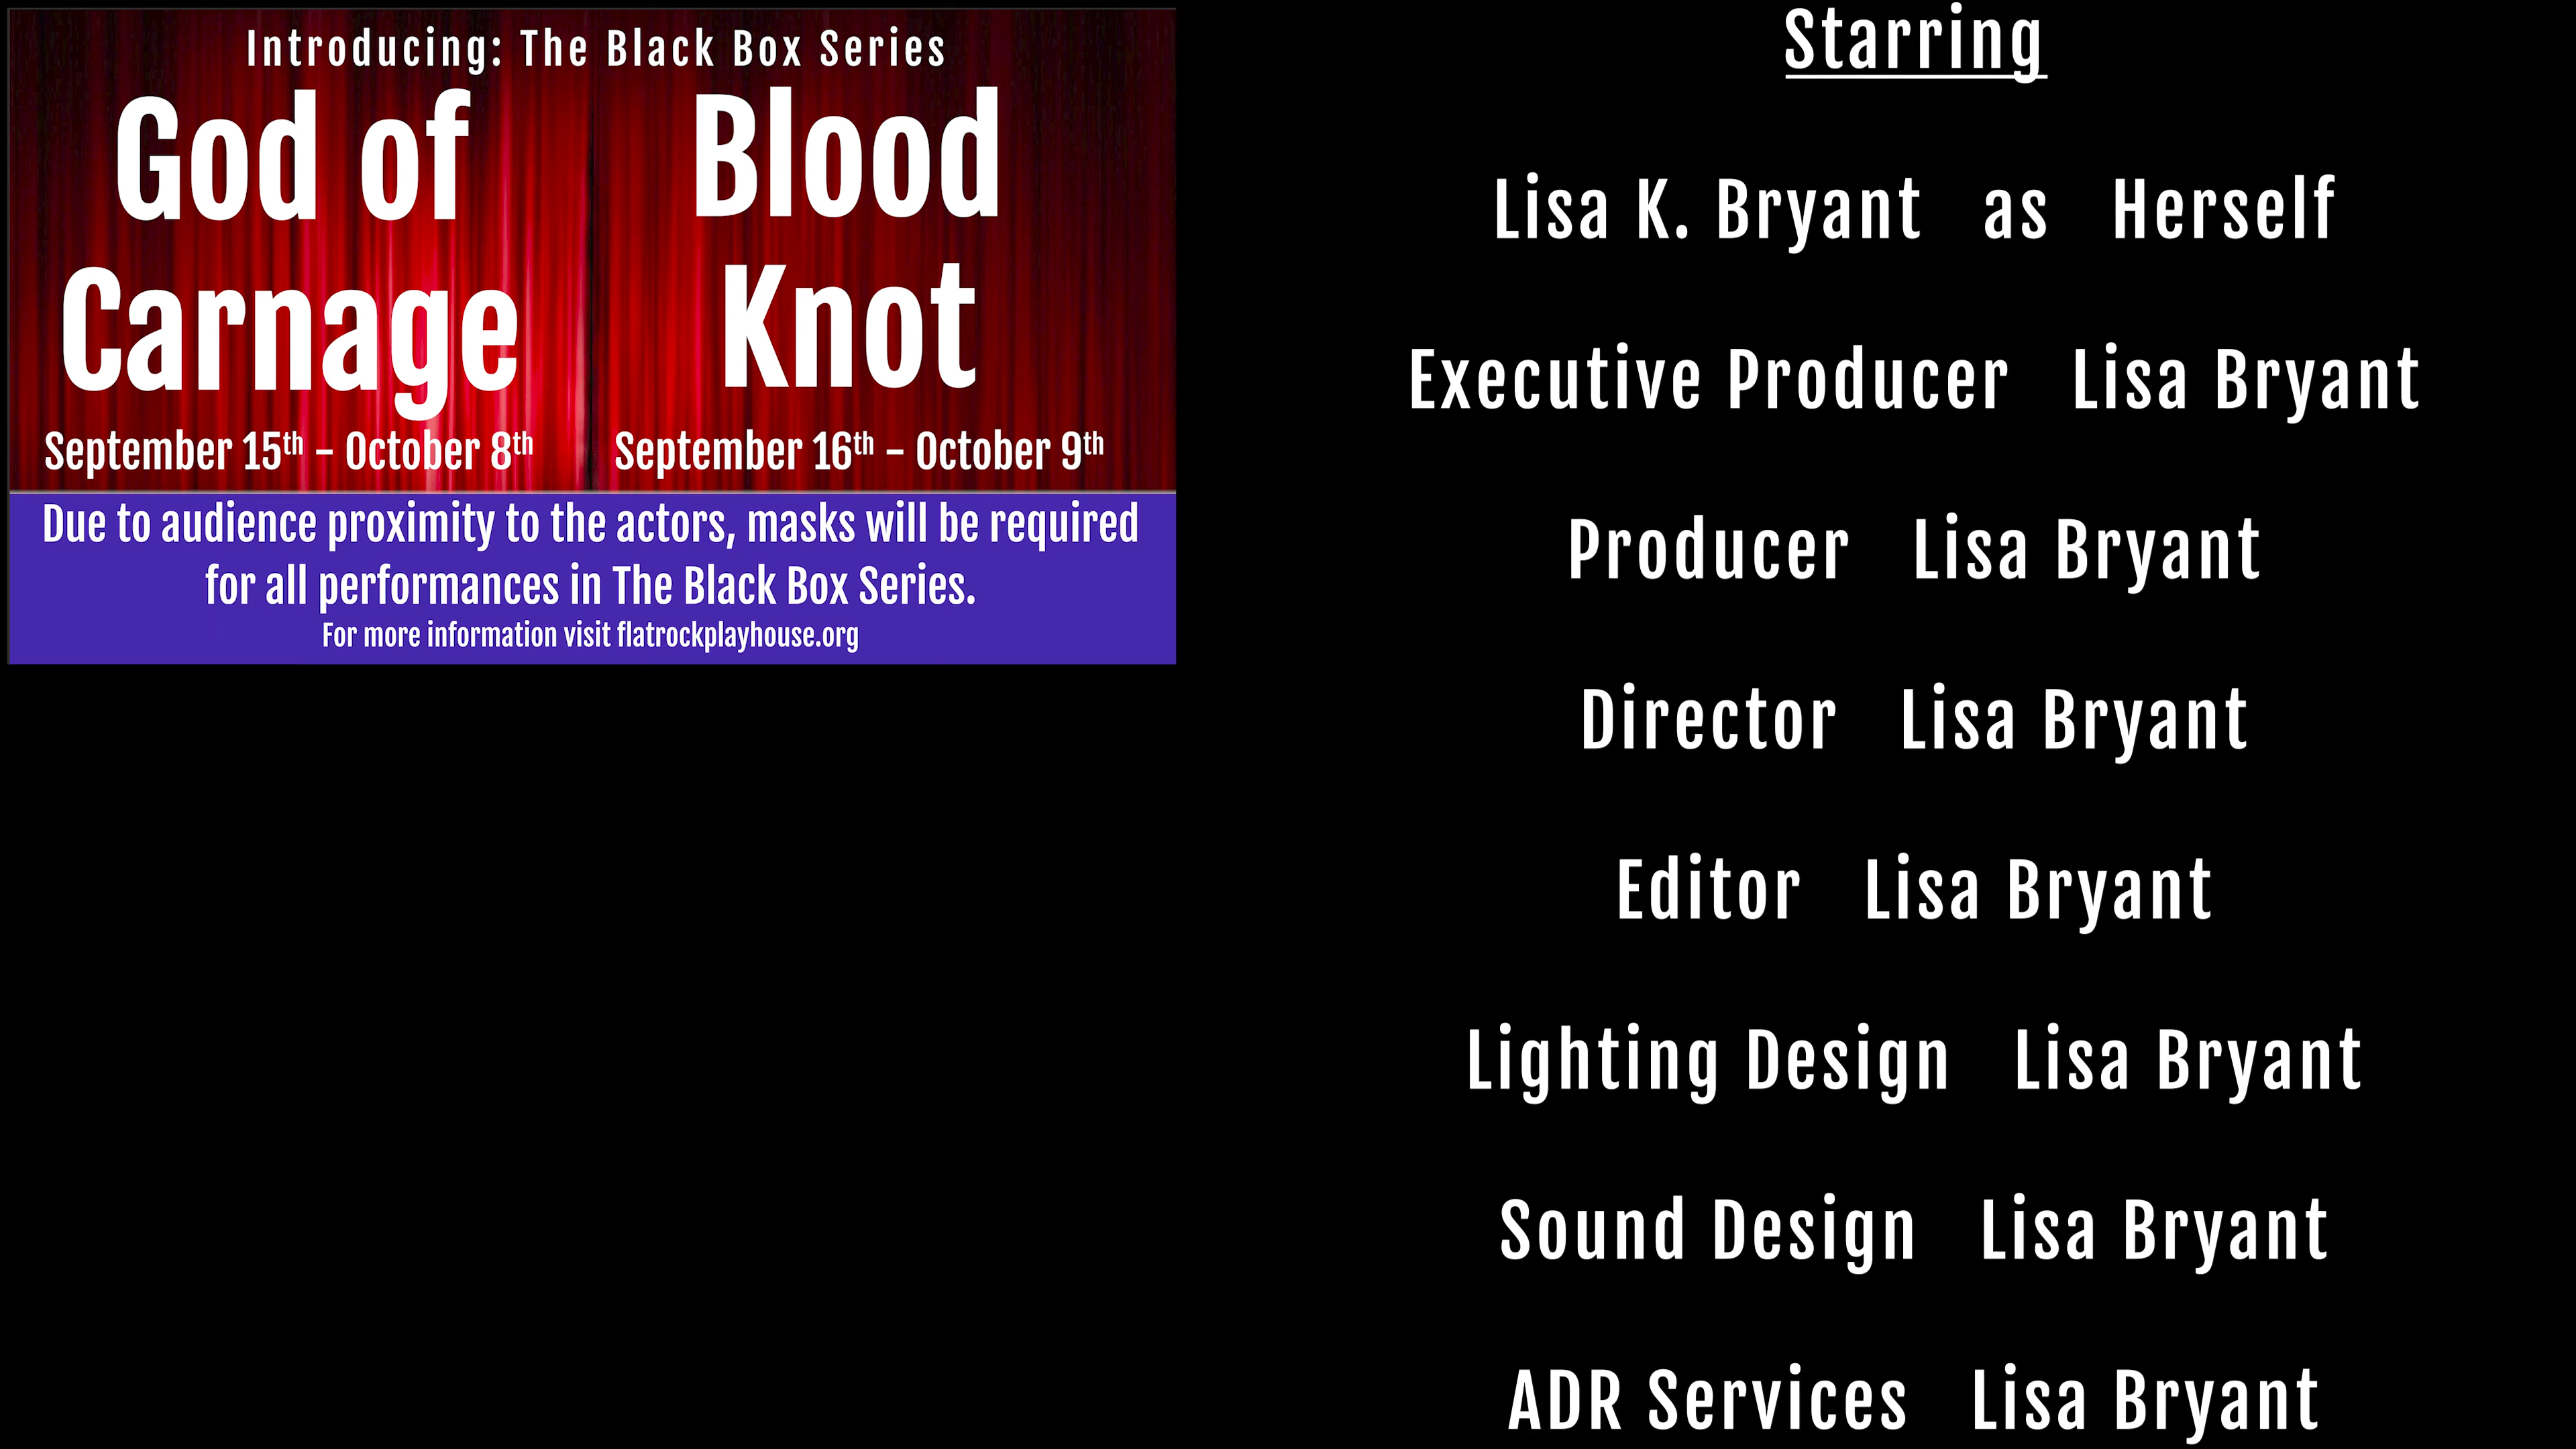 Introducing: The Black Box Series
God of
Carnage
September 15th - October 8th
Blood
Knot
September 16th - October 9th
Due to audience proximity to the actors, masks will be required
for all performances in The Black Box Series.
For more information visit flatrockplayhouse.org
Starring
Lisa K. Bryant as Herself
Executive Producer Lisa Bryant
Producer Lisa Bryant
Director Lisa Bryant
Editor Lisa Bryant
Lighting Design Lisa Bryant
Sound Design Lisa Bryant
ADR Services Lisa Bryant